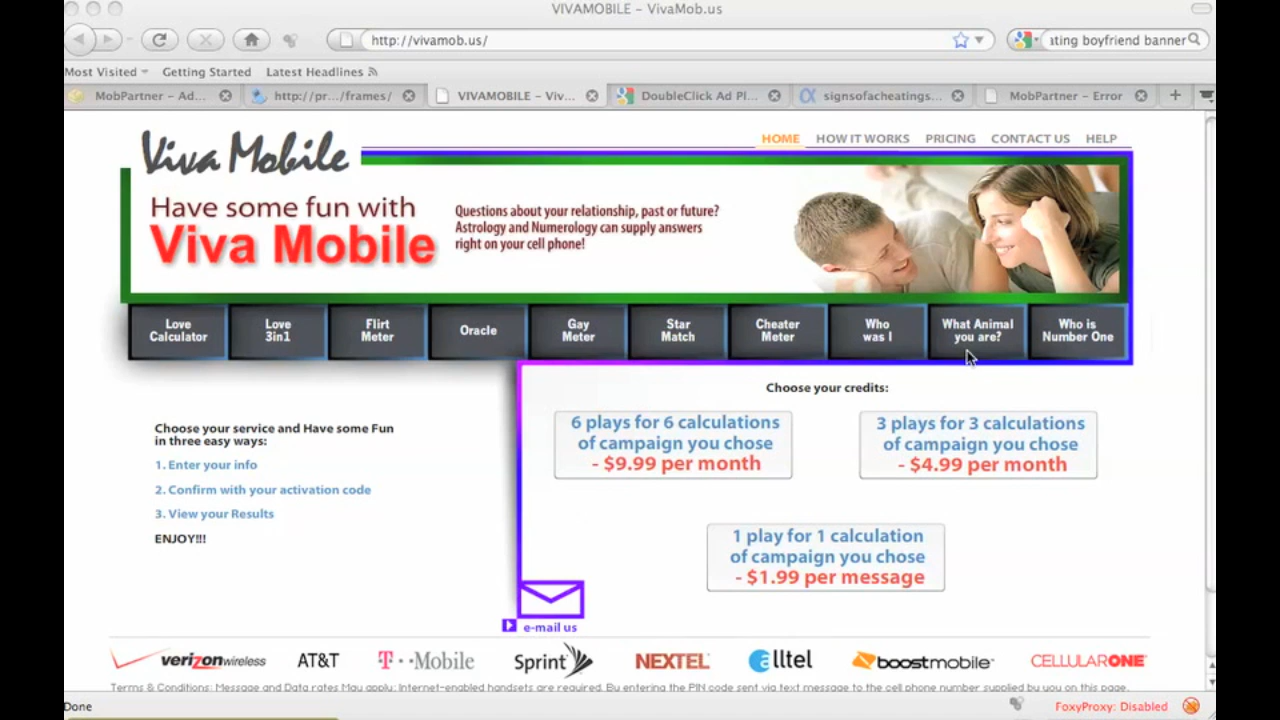 VIVAMOBILE – VivaMob.us
http://vivamob.us/
ating boyfriend banner
Most Visited
Getting Started
Latest Headlines
MobPartner – Ad...
http://pr.../frames/
VIVAMOBILE – Viv...
DoubleClick Ad Pl...
signsofacheatings...
MobPartner – Error
Viva Mobile
HOME
HOW IT WORKS
PRICING
CONTACT US
HELP
Have some fun with
Viva Mobile
Questions about your relationship, past or future?
Astrology and Numerology can supply answers
right on your cell phone!
Love
Calculator
Love
3in1
Flirt
Meter
Oracle
Gay
Meter
Star
Match
Cheater
Meter
Who
was I
What Animal
you are?
Who is
Number One
Choose your service and Have some Fun
in three easy ways:
1. Enter your info
2. Confirm with your activation code
3. View your Results
ENJOY!!!
Choose your credits:
6 plays for 6 calculations
of campaign you chose
- $9.99 per month
3 plays for 3 calculations
of campaign you chose
- $4.99 per month
1 play for 1 calculation
of campaign you chose
- $1.99 per message
e-mail us
verizonwireless
AT&T
T··Mobile
Sprint
NEXTEL
alltel
boostmobile
CELLULARONE
Terms & Conditions: Message and Data rates May apply. Internet-enabled handsets are required. By entering the PIN code sent via text message to the cell phone number supplied by you on this page,
Done
FoxyProxy: Disabled